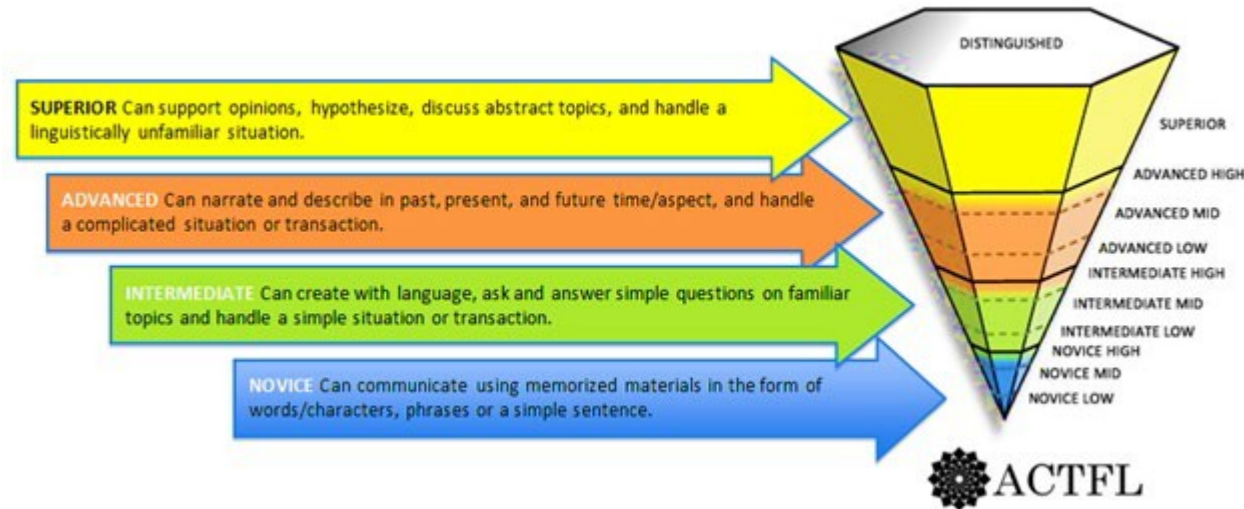 DISTINGUISHED
SUPERIOR Can support opinions, hypothesize, discuss abstract topics, and handle a
linguistically unfamiliar situation.
SUPERIOR
ADVANCED HIGH
ADVANCED Can narrate and describe in past, present, and future time/aspect, and handle
a complicated situation or transaction.
ADVANCED MID
ADVANCED LOW
INTERMEDIATE HIGH
INTERMEDIATE Can create with language, ask and answer simple questions on familiar
topics and handle a simple situation or transaction.
INTERMEDIATE MID
INTERMEDIATE LOW
NOVICE HIGH
NOVICE Can communicate using memorized materials in the form of
words/characters, phrases or a simple sentence.
NOVICE MID
NOVICE LOW
ACTFL